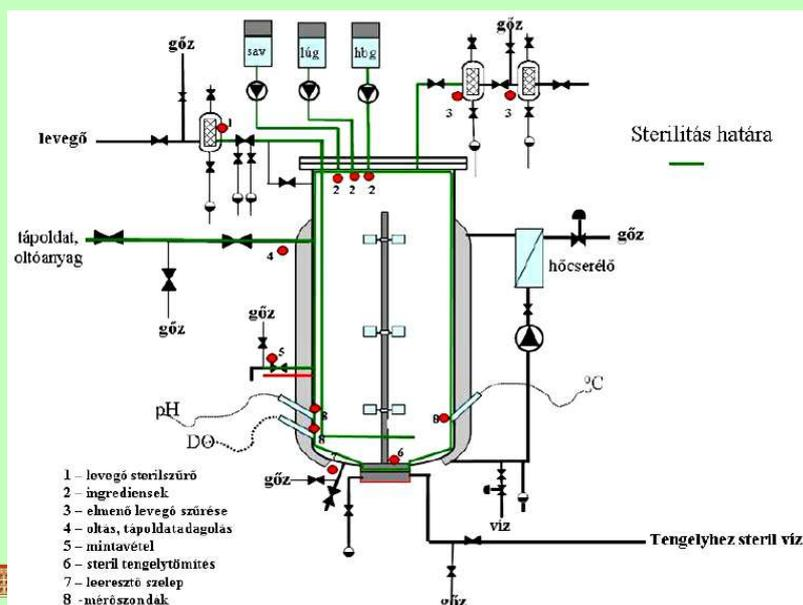 gőz
sav
lúg
hbg
gőz
levegő
1
3
3
Sterilitás határa
2
2
2
tápoldat,
oltóanyag
4
gőz
gőz
hőcserélő
gőz
5
pH
DO
8
8
8
ºC
6
7
gőz
víz
Tengelyhez steril víz
gőz
1 – levegő sterilszűrő
2 – ingrediensek
3 – elmenő levegő szűrése
4 – oltás, tápoldatadagolás
5 – mintavétel
6 – steril tengelytömítés
7 – leeresztő szelep
8 -mérőszondák